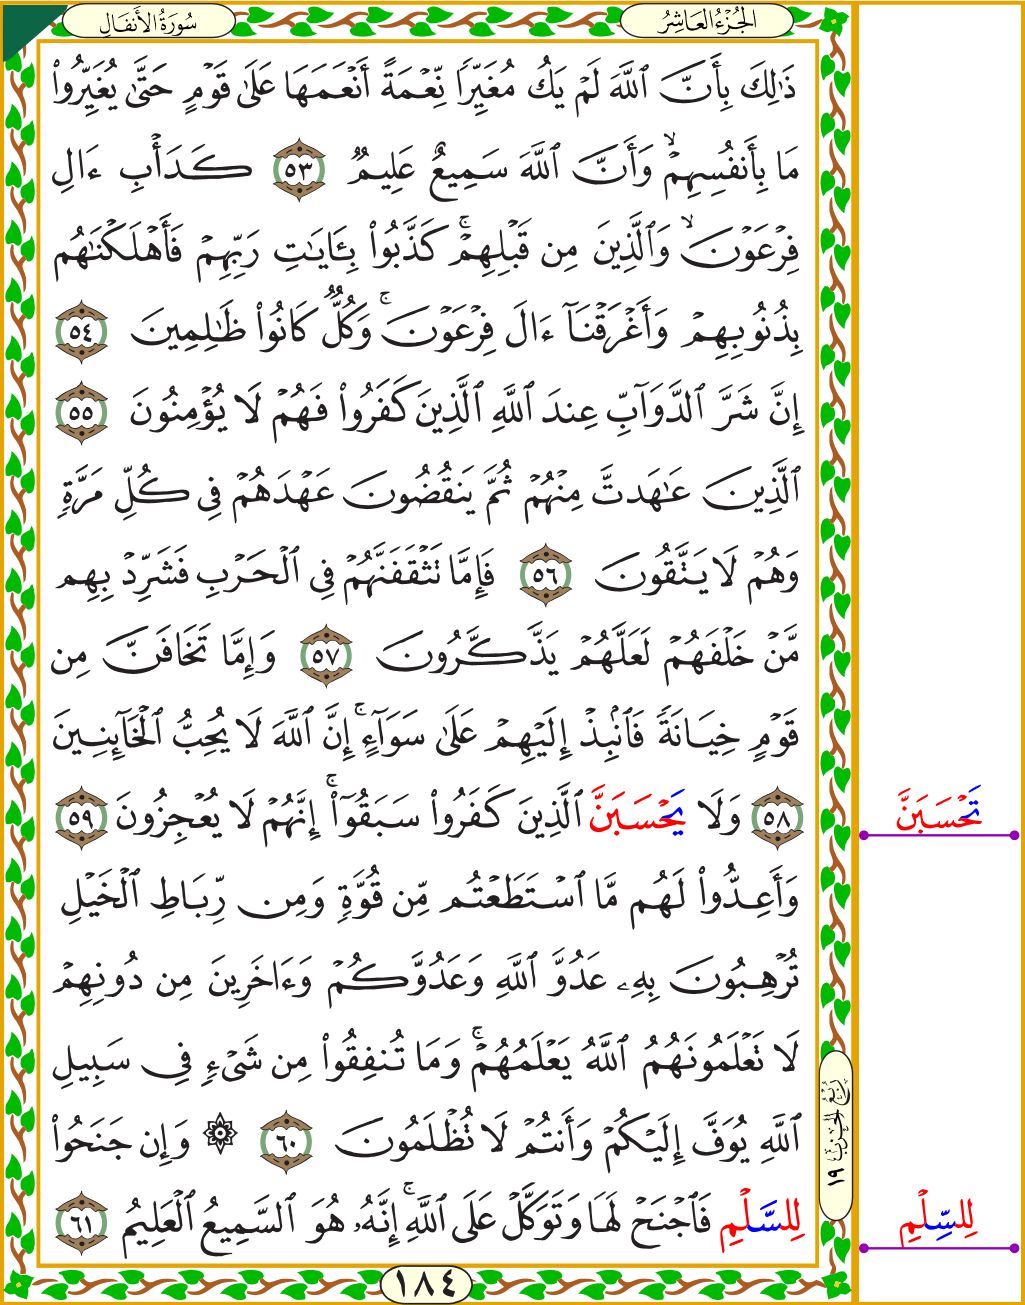 سُورَةُ الأَنفَالِ
الجُزْءُ العَاشِرُ
ذَٰلِكَ بِأَنَّ ٱللَّهَ لَمْ يَكُ مُغَيِّرًا نِّعْمَةً أَنْعَمَهَا عَلَىٰ قَوْمٍ حَتَّىٰ يُغَيِّرُوا۟
مَا بِأَنفُسِهِمْ ۙ وَأَنَّ ٱللَّهَ سَمِيعٌ عَلِيمٌ ٥٣ كَدَأْبِ ءَالِ
فِرْعَوْنَ ۙ وَٱلَّذِينَ مِن قَبْلِهِمْ ۚ كَذَّبُوا۟ بِـَٔايَـٰتِ رَبِّهِمْ فَأَهْلَكْنَـٰهُم
بِذُنُوبِهِمْ وَأَغْرَقْنَآ ءَالَ فِرْعَوْنَ ۚ وَكُلٌّ كَانُوا۟ ظَـٰلِمِينَ ٥٤
إِنَّ شَرَّ ٱلدَّوَآبِّ عِندَ ٱللَّهِ ٱلَّذِينَ كَفَرُوا۟ فَهُمْ لَا يُؤْمِنُونَ ٥٥
ٱلَّذِينَ عَـٰهَدتَّ مِنْهُمْ ثُمَّ يَنقُضُونَ عَهْدَهُمْ فِى كُلِّ مَرَّةٍ
وَهُمْ لَا يَتَّقُونَ ٥٦ فَإِمَّا تَثْقَفَنَّهُمْ فِى ٱلْحَرْبِ فَشَرِّدْ بِهِم
مَّنْ خَلْفَهُمْ لَعَلَّهُمْ يَذَّكَّرُونَ ٥٧ وَإِمَّا تَخَافَنَّ مِن
قَوْمٍ خِيَانَةً فَٱنۢبِذْ إِلَيْهِمْ عَلَىٰ سَوَآءٍ ۚ إِنَّ ٱللَّهَ لَا يُحِبُّ ٱلْخَآئِنِينَ
٥٨ وَلَا يَحْسَبَنَّ ٱلَّذِينَ كَفَرُوا۟ سَبَقُوٓا۟ ۚ إِنَّهُمْ لَا يُعْجِزُونَ ٥٩
تَحْسَبَنَّ
وَأَعِدُّوا۟ لَهُم مَّا ٱسْتَطَعْتُم مِّن قُوَّةٍ وَمِن رِّبَاطِ ٱلْخَيْلِ
تُرْهِبُونَ بِهِۦ عَدُوَّ ٱللَّهِ وَعَدُوَّكُمْ وَءَاخَرِينَ مِن دُونِهِمْ
لَا تَعْلَمُونَهُمُ ٱللَّهُ يَعْلَمُهُمْ ۚ وَمَا تُنفِقُوا۟ مِن شَىْءٍ فِى سَبِيلِ
ٱللَّهِ يُوَفَّ إِلَيْكُمْ وَأَنتُمْ لَا تُظْلَمُونَ ٦٠ ۞ وَإِن جَنَحُوا۟
رُبْعُ الحِزْبِ ١٩
لِلسَّلْمِ فَٱجْنَحْ لَهَا وَتَوَكَّلْ عَلَى ٱللَّهِ ۚ إِنَّهُۥ هُوَ ٱلسَّمِيعُ ٱلْعَلِيمُ ٦١
لِلسِّلْمِ
١٨٤